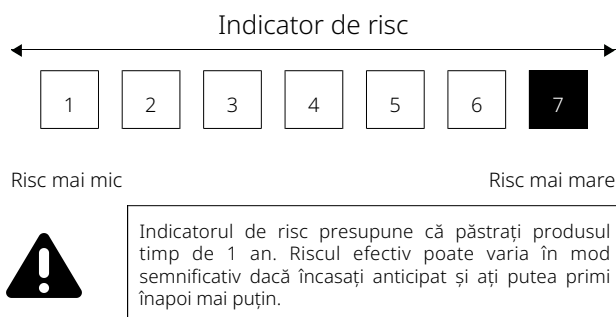 Indicator de risc
1 2 3 4 5 6 7
Risc mai mic Risc mai mare
Indicatorul de risc presupune că păstrați produsul
timp de 1 an. Riscul efectiv poate varia în mod
semnificativ dacă încasați anticipat și ați putea primi
înapoi mai puțin.